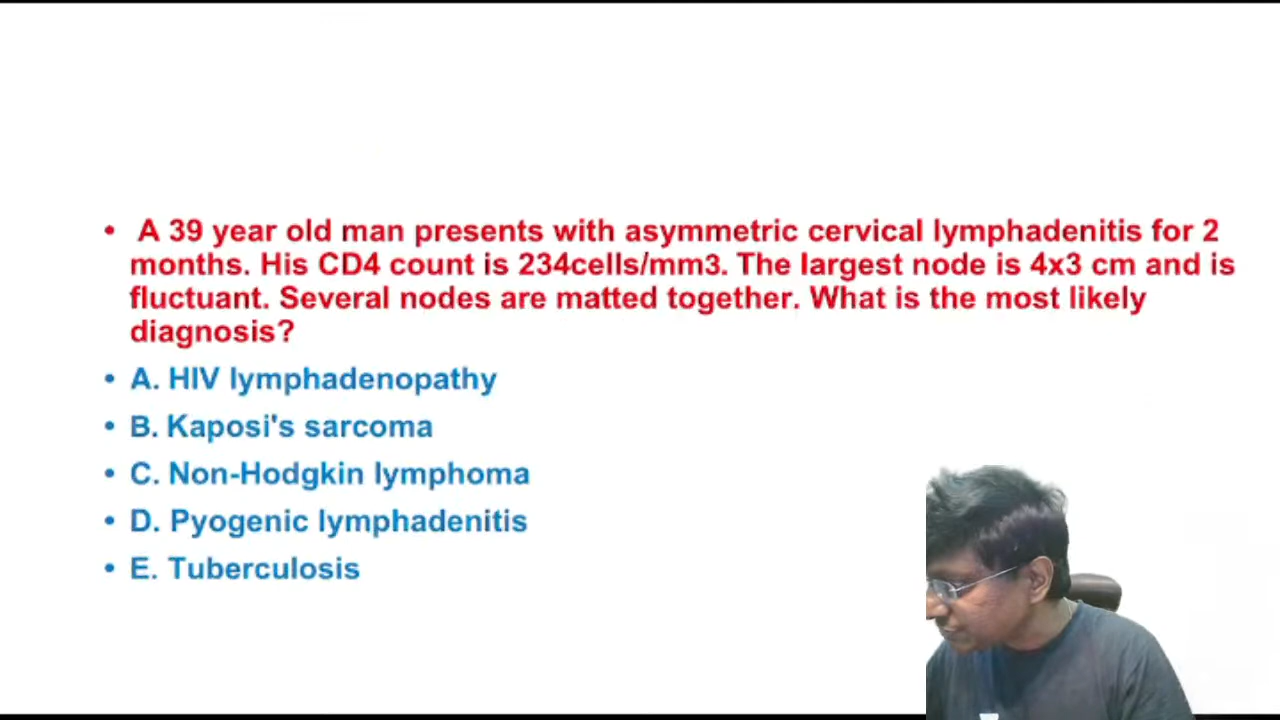 • A 39 year old man presents with asymmetric cervical lymphadenitis for 2
months. His CD4 count is 234cells/mm3. The largest node is 4x3 cm and is
fluctuant. Several nodes are matted together. What is the most likely
diagnosis?
• A. HIV lymphadenopathy
• B. Kaposi's sarcoma
• C. Non-Hodgkin lymphoma
• D. Pyogenic lymphadenitis
• E. Tuberculosis